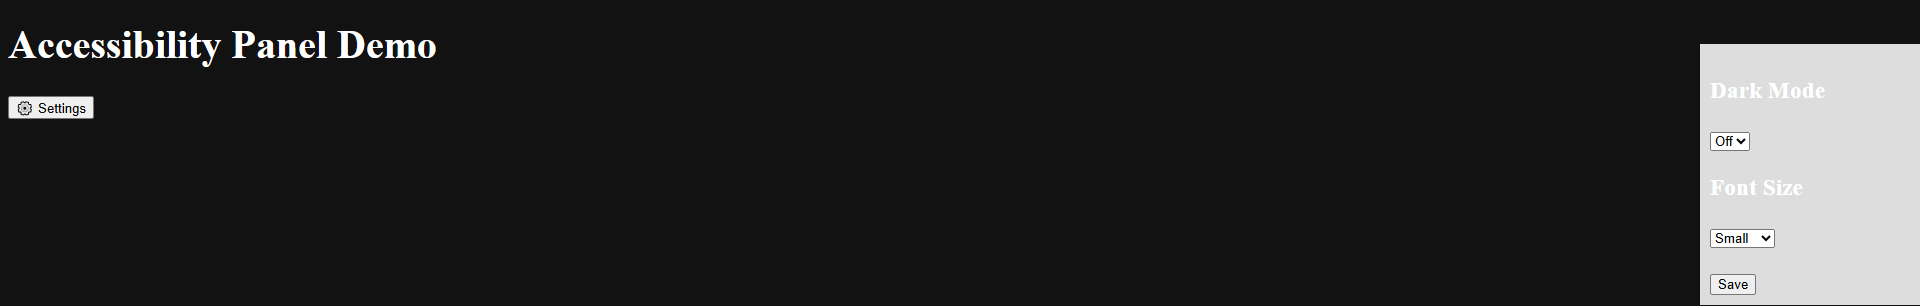 Accessibility Panel Demo
Settings
Dark Mode
Off
Font Size
Small
Save